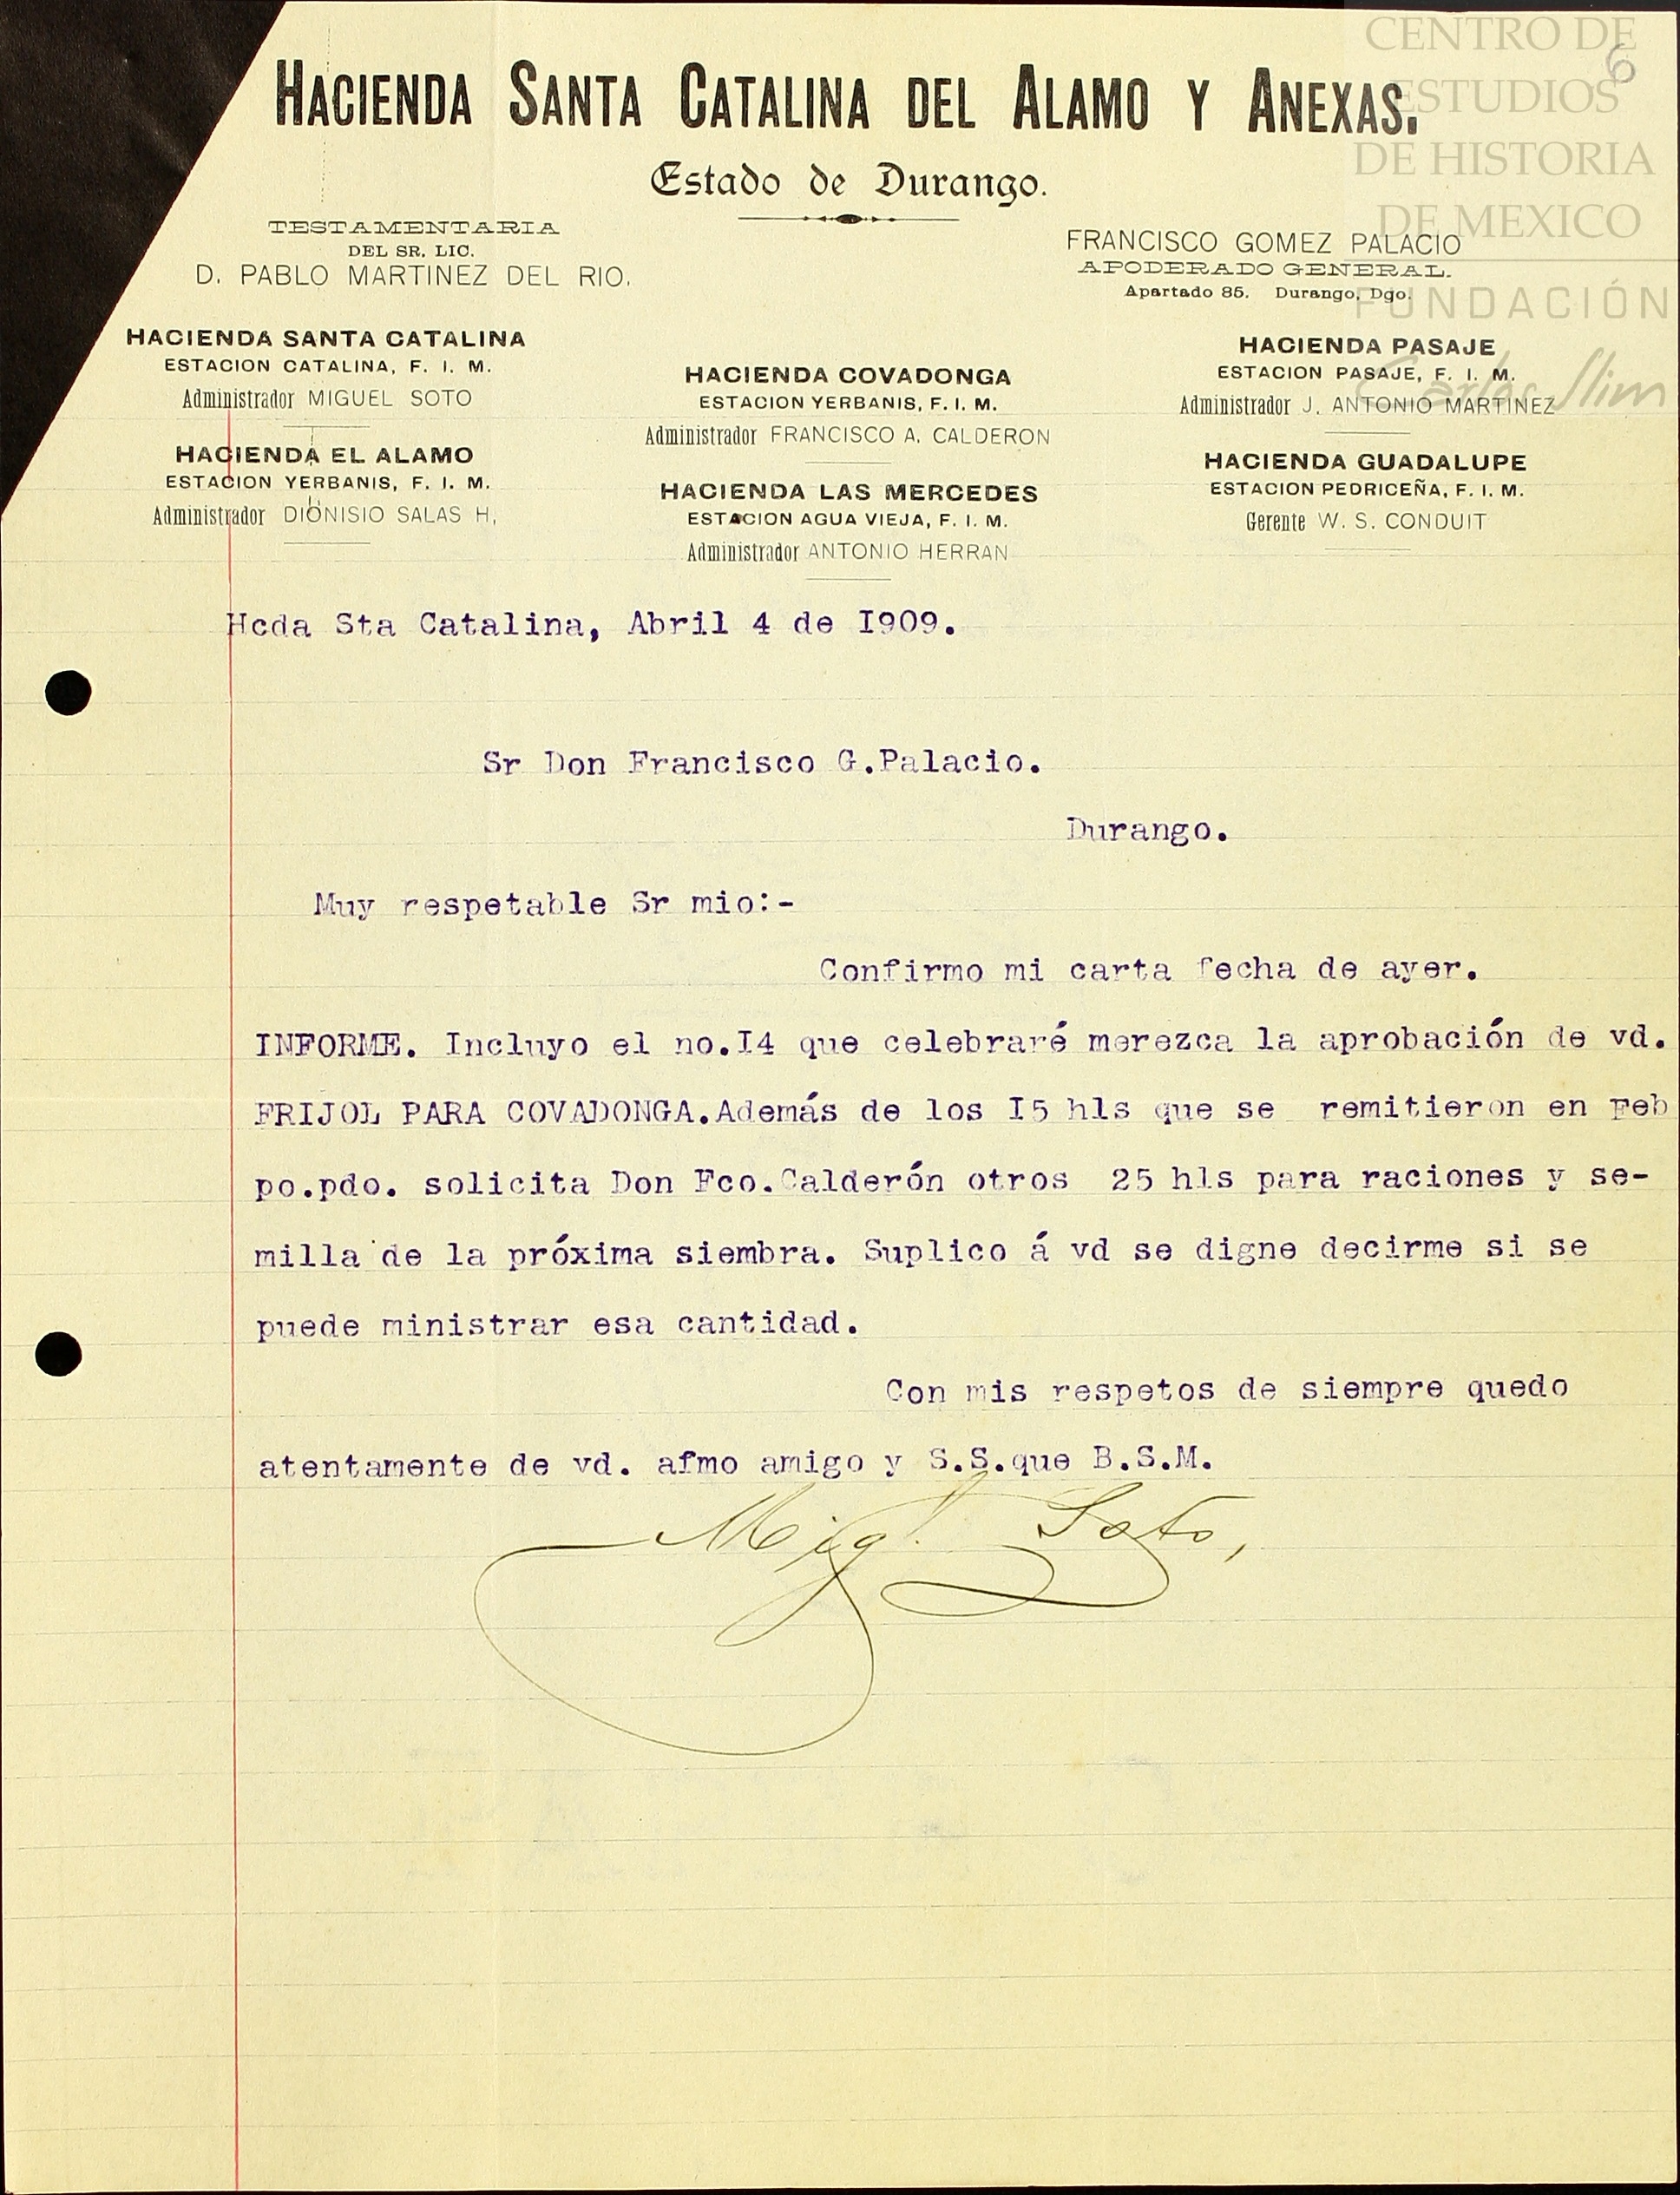 CENTRO DE
ESTUDIOS
DE HISTORIA
DE MEXICO
FUNDACIÓN
Carlos Slim
6
HACIENDA SANTA CATALINA DEL ALAMO Y ANEXAS.
Estado de Durango.
TESTAMENTARIA
DEL SR. LIC.
D. PABLO MARTINEZ DEL RIO.
FRANCISCO GOMEZ PALACIO
APODERADO GENERAL.
Apartado 85. Durango, Dgo.
HACIENDA SANTA CATALINA
ESTACION CATALINA, F. I. M.
Administrador MIGUEL SOTO
HACIENDA EL ALAMO
ESTACION YERBANIS, F. I. M.
Administrador DIONISIO SALAS H,
HACIENDA COVADONGA
ESTACION YERBANIS, F. I. M.
Administrador FRANCISCO A. CALDERON
HACIENDA LAS MERCEDES
ESTACION AGUA VIEJA, F. I. M.
Administrador ANTONIO HERRAN
HACIENDA PASAJE
ESTACION PASAJE, F. I. M.
Administrador J. ANTONIO MARTINEZ
HACIENDA GUADALUPE
ESTACION PEDRICEÑA, F. I. M.
Gerente W. S. CONDUIT
Hcda Sta Catalina, Abril 4 de I909.
Sr Don Francisco G.Palacio.
Durango.
Muy respetable Sr mio:-
Confirmo mi carta fecha de ayer.
INFORME. Incluyo el no.I4 que celebraré merezca la aprobación de vd.
FRIJOL PARA COVADONGA.Además de los I5 hls que se remitieron en Feb
po.pdo. solicita Don Fco.Calderón otros 25 hls para raciones y se-
milla de la próxima siembra. Suplico á vd se digne decirme si se
puede ministrar esa cantidad.
Con mis respetos de siempre quedo
atentamente de vd. afmo amigo y S.S.que B.S.M.
Migl. Soto,